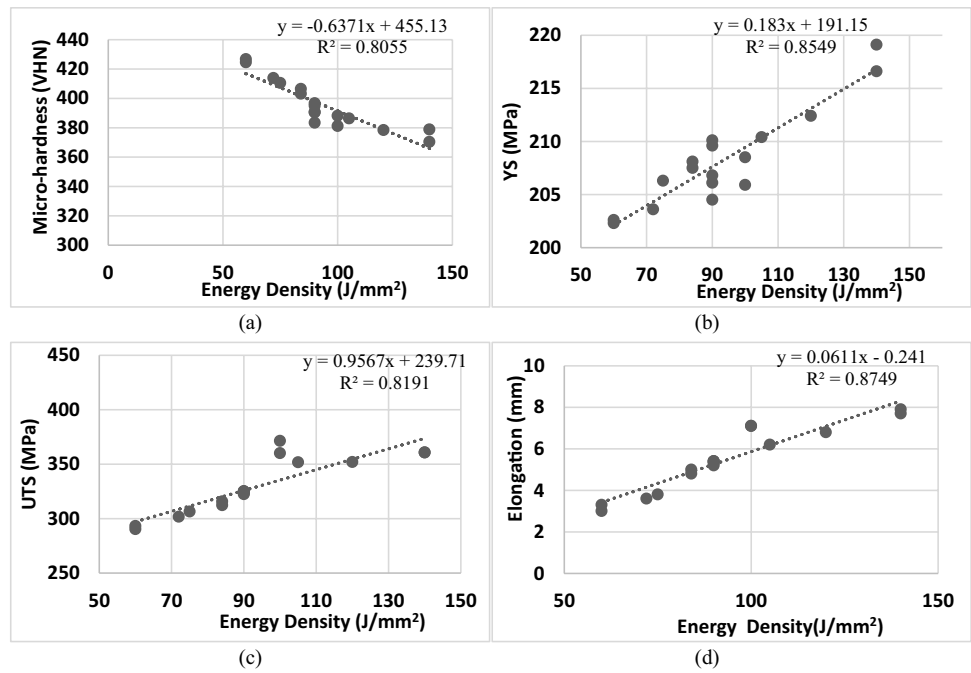 y = -0.6371x + 455.13
R² = 0.8055
440
420
400
380
360
340
320
300
Micro-hardness (VHN)
0
50
100
150
Energy Density (J/mm²)
(a)
y = 0.183x + 191.15
R² = 0.8549
220
215
210
205
200
YS (MPa)
50
70
90
110
130
150
Energy Density (J/mm²)
(b)
y = 0.9567x + 239.71
R² = 0.8191
450
400
350
300
250
UTS (MPa)
50
70
90
110
130
150
Energy Density (J/mm²)
(c)
y = 0.0611x - 0.241
R² = 0.8749
10
8
6
4
2
0
Elongation (mm)
50
100
150
Energy Density(J/mm²)
(d)